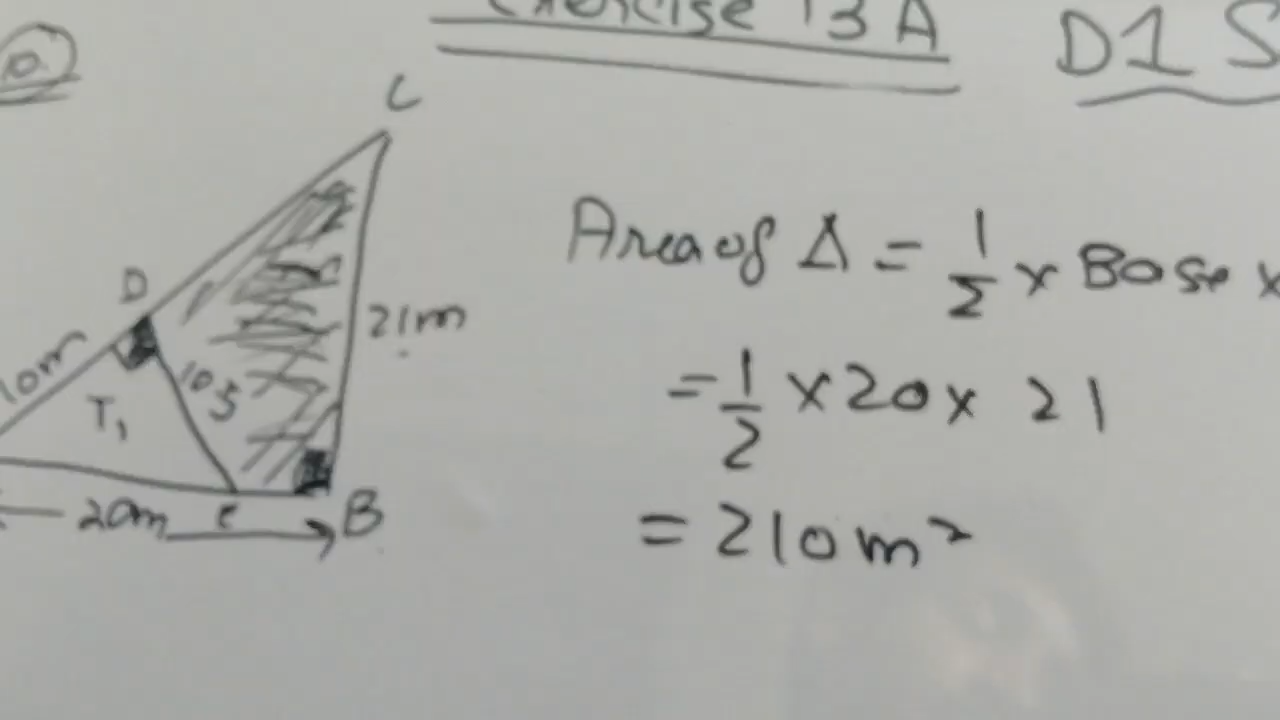 Exercise 13 A
D1 S
a
C
D
21m
10m
10.5
T1
20m
e
B
Area of Δ = 1/2 x Base x
= 1/2 x 20 x 21
= 210 m²